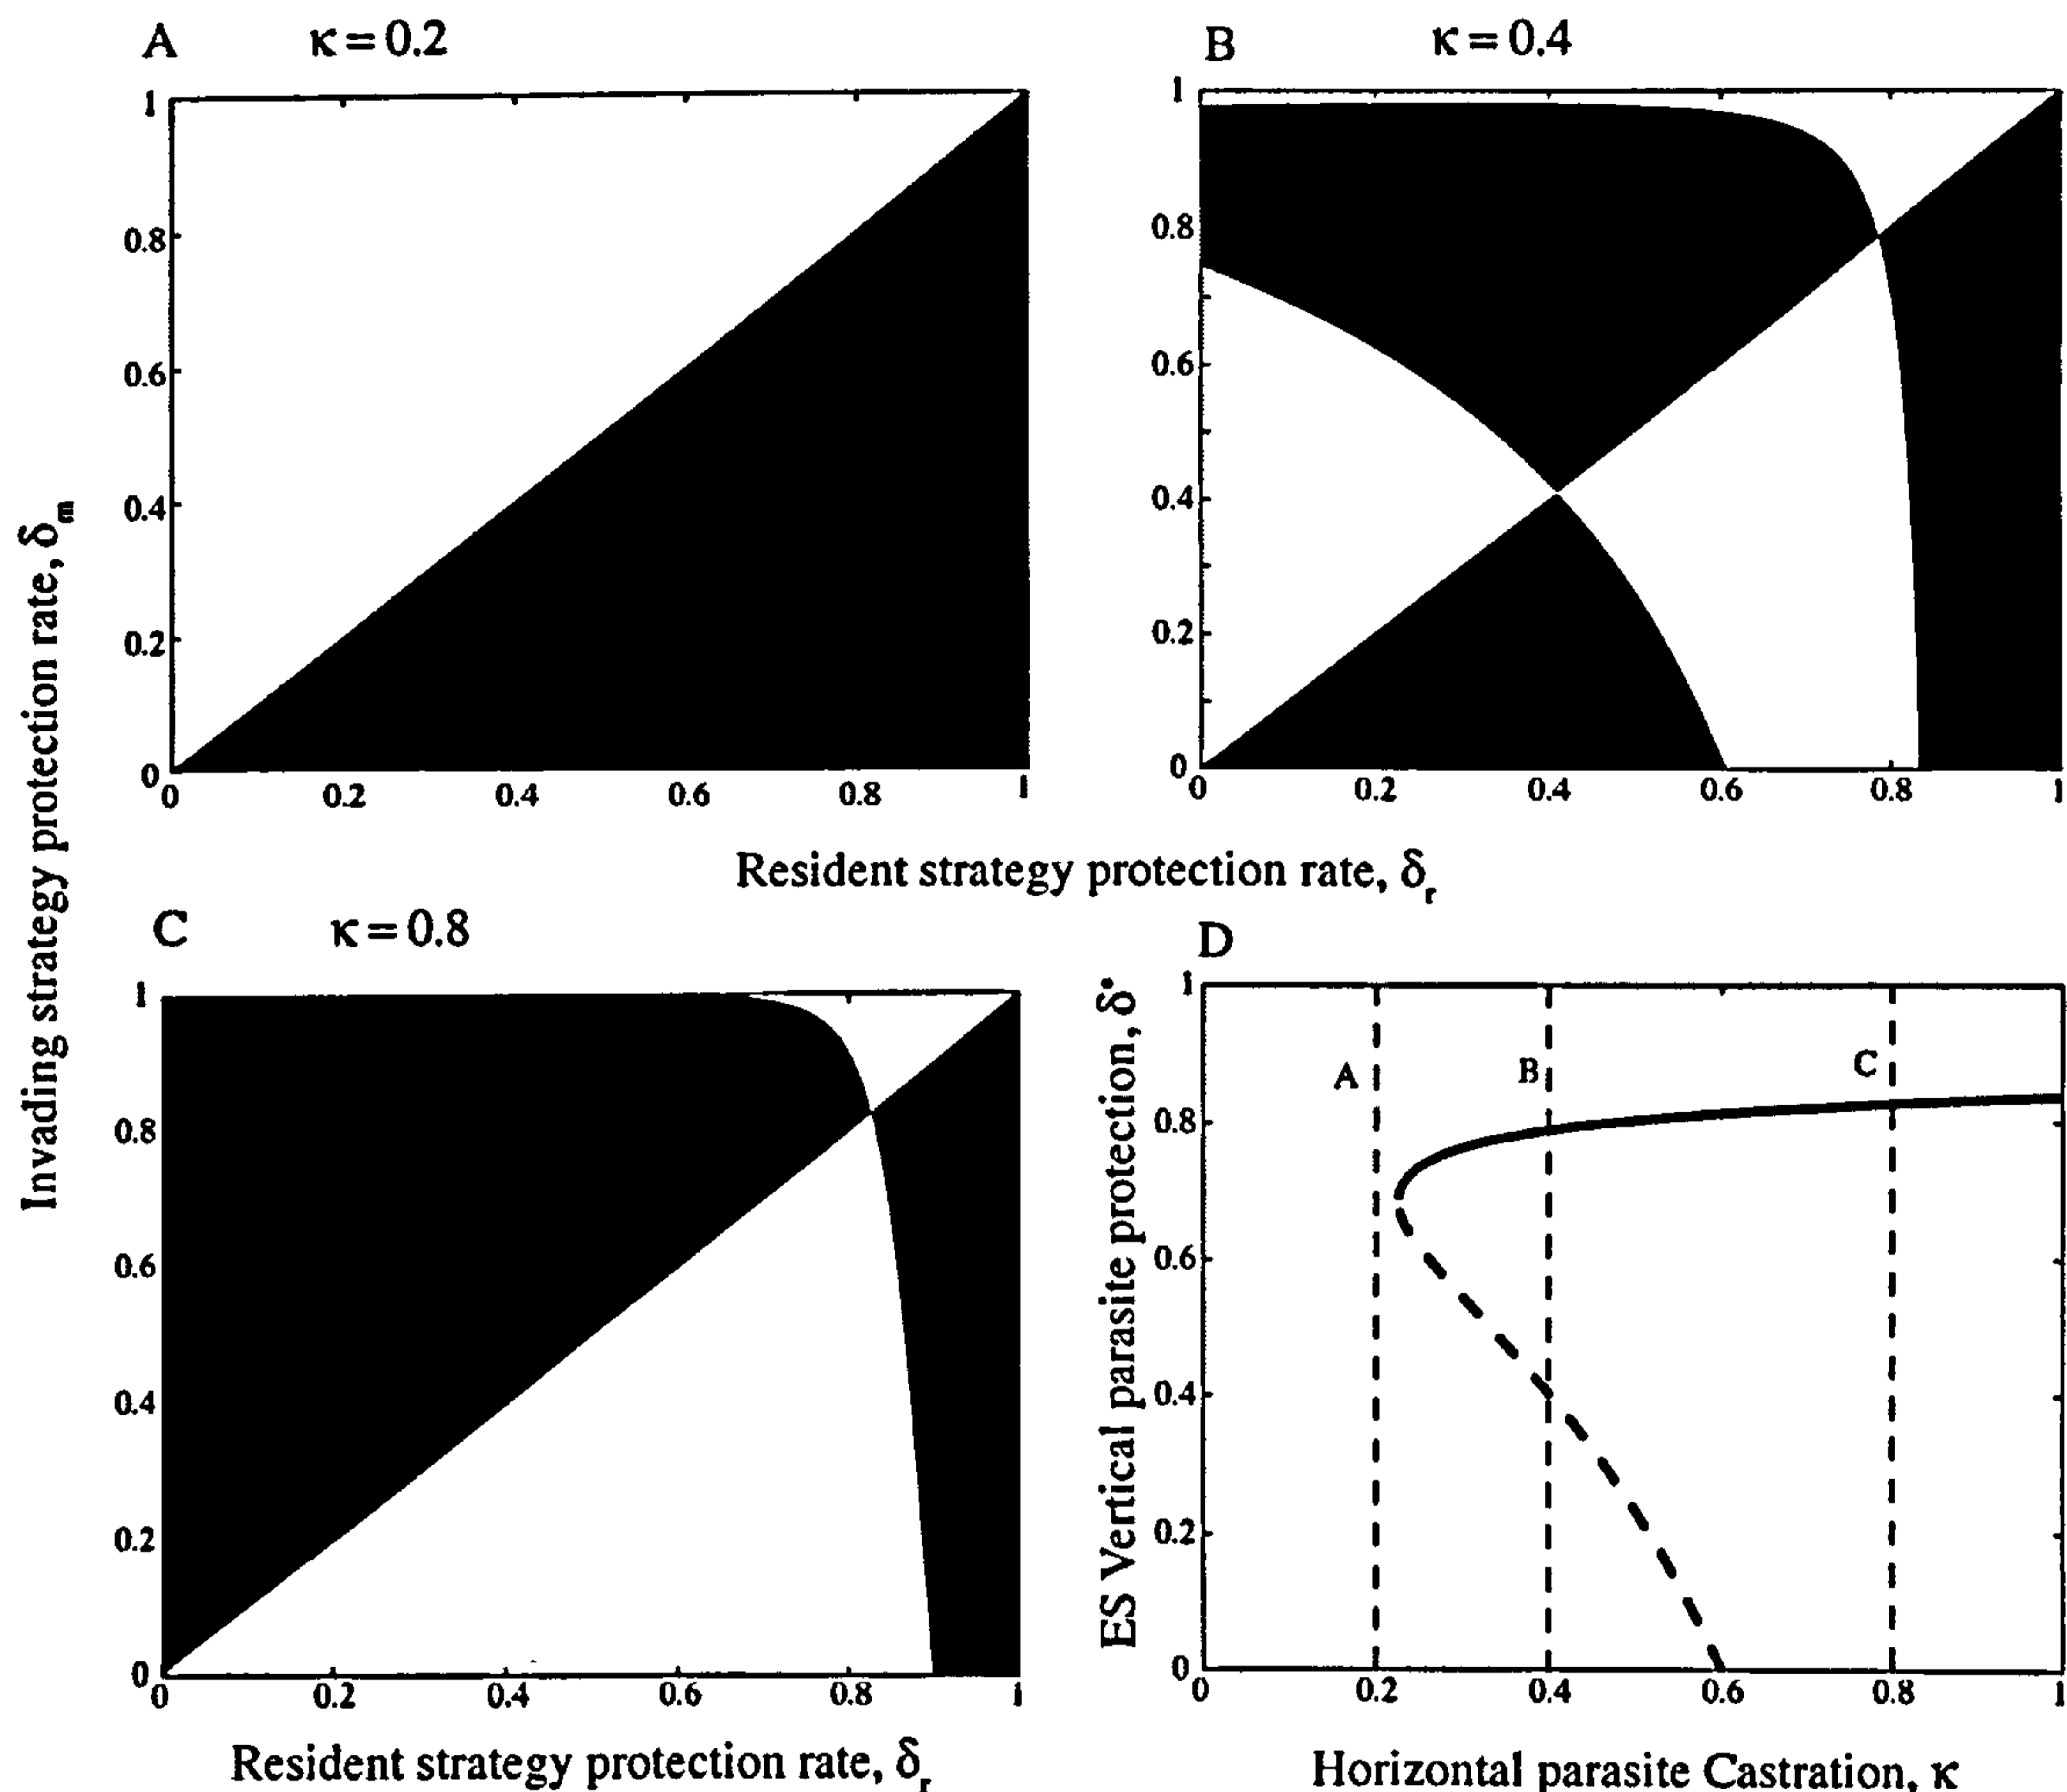 A κ = 0.2
1
0.8
0.6
0.4
0.2
0
0 0.2 0.4 0.6 0.8 1
B κ = 0.4
1
0.8
0.6
0.4
0.2
0
0 0.2 0.4 0.6 0.8 1
Invading strategy protection rate, δm
Resident strategy protection rate, δr
C κ = 0.8
1
0.8
0.6
0.4
0.2
0
0 0.2 0.4 0.6 0.8 1
Resident strategy protection rate, δr
D
ES Vertical parasite protection, δ*
1
0.8
0.6
0.4
0.2
0
A B C
0 0.2 0.4 0.6 0.8 1
Horizontal parasite Castration, κ